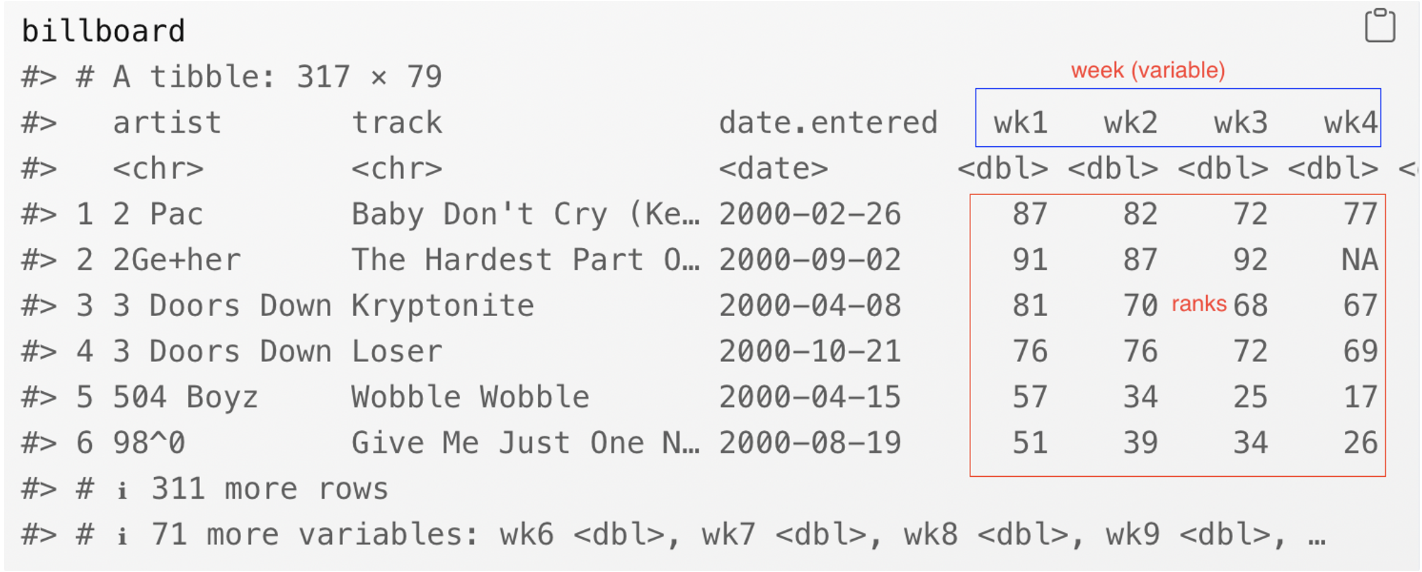 billboard
#> # A tibble: 317 × 79
week (variable)
#>   artist       track               date.entered   wk1   wk2   wk3   wk4
#>   <chr>        <chr>               <date>       <dbl> <dbl> <dbl> <dbl> <
#> 1 2 Pac        Baby Don't Cry (Ke… 2000-02-26      87    82    72    77
#> 2 2Ge+her      The Hardest Part O… 2000-09-02      91    87    92    NA
#> 3 3 Doors Down Kryptonite          2000-04-08      81    70 ranks 68    67
#> 4 3 Doors Down Loser               2000-10-21      76    76    72    69
#> 5 504 Boyz     Wobble Wobble       2000-04-15      57    34    25    17
#> 6 98^0         Give Me Just One N… 2000-08-19      51    39    34    26
#> # ℹ 311 more rows
#> # ℹ 71 more variables: wk6 <dbl>, wk7 <dbl>, wk8 <dbl>, wk9 <dbl>, …